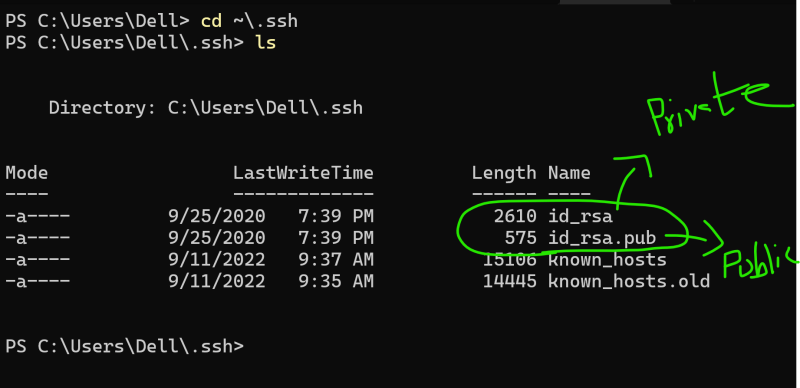 PS C:\Users\Dell> cd ~\.ssh
PS C:\Users\Dell\.ssh> ls
Directory: C:\Users\Dell\.ssh
Private
Mode LastWriteTime Length Name
---- ------------- ------ ----
-a---- 9/25/2020 7:39 PM 2610 id_rsa
-a---- 9/25/2020 7:39 PM 575 id_rsa.pub
Public
-a---- 9/11/2022 9:37 AM 15106 known_hosts
-a---- 9/11/2022 9:35 AM 14445 known_hosts.old
PS C:\Users\Dell\.ssh>